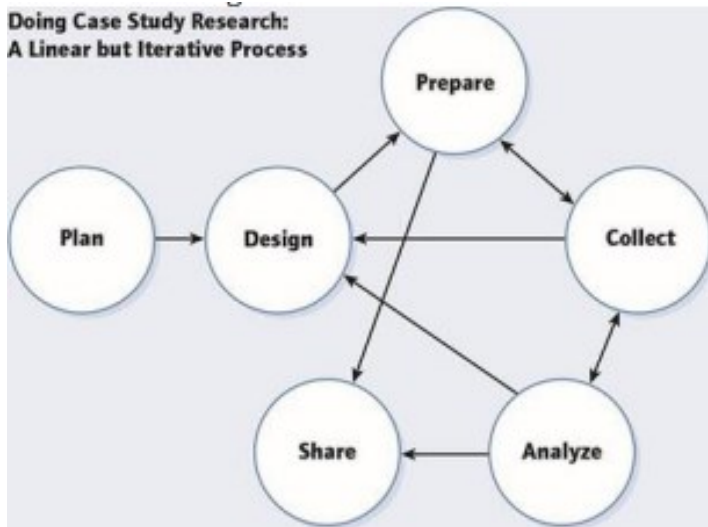 Doing Case Study Research:
A Linear but Iterative Process
Prepare
Plan
Design
Collect
Share
Analyze